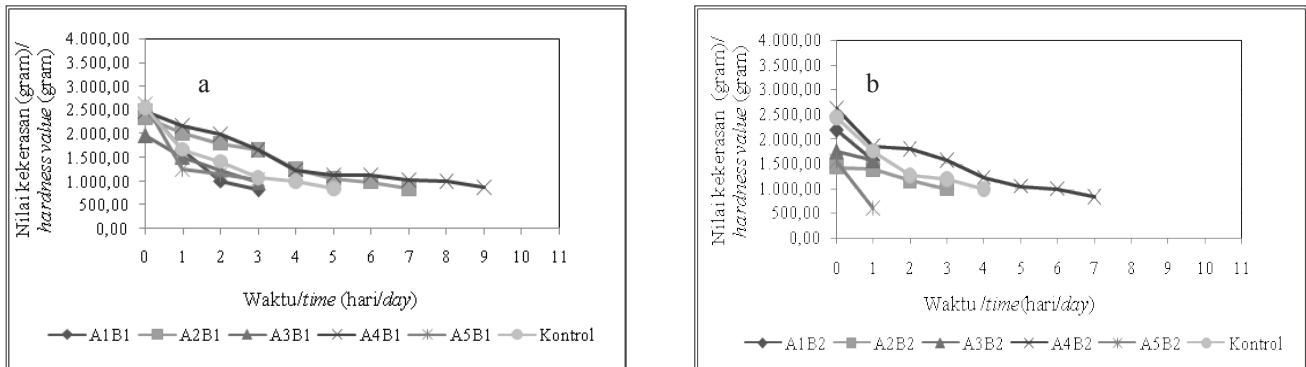 Nilai kekerasan (gram)/
hardness value (gram)
4.000,00
3.500,00
3.000,00
2.500,00
2.000,00
1.500,00
1.000,00
500,00
0,00
a
0 1 2 3 4 5 6 7 8 9 10 11
Waktu/time (hari/day)
A1B1 A2B1 A3B1 A4B1 A5B1 Kontrol
Nilai kekerasan (gram)/
hardness value (gram)
4.000,00
3.500,00
3.000,00
2.500,00
2.000,00
1.500,00
1.000,00
500,00
0,00
b
0 1 2 3 4 5 6 7 8 9 10 11
Waktu /time (hari/day)
A1B2 A2B2 A3B2 A4B2 A5B2 Kontrol